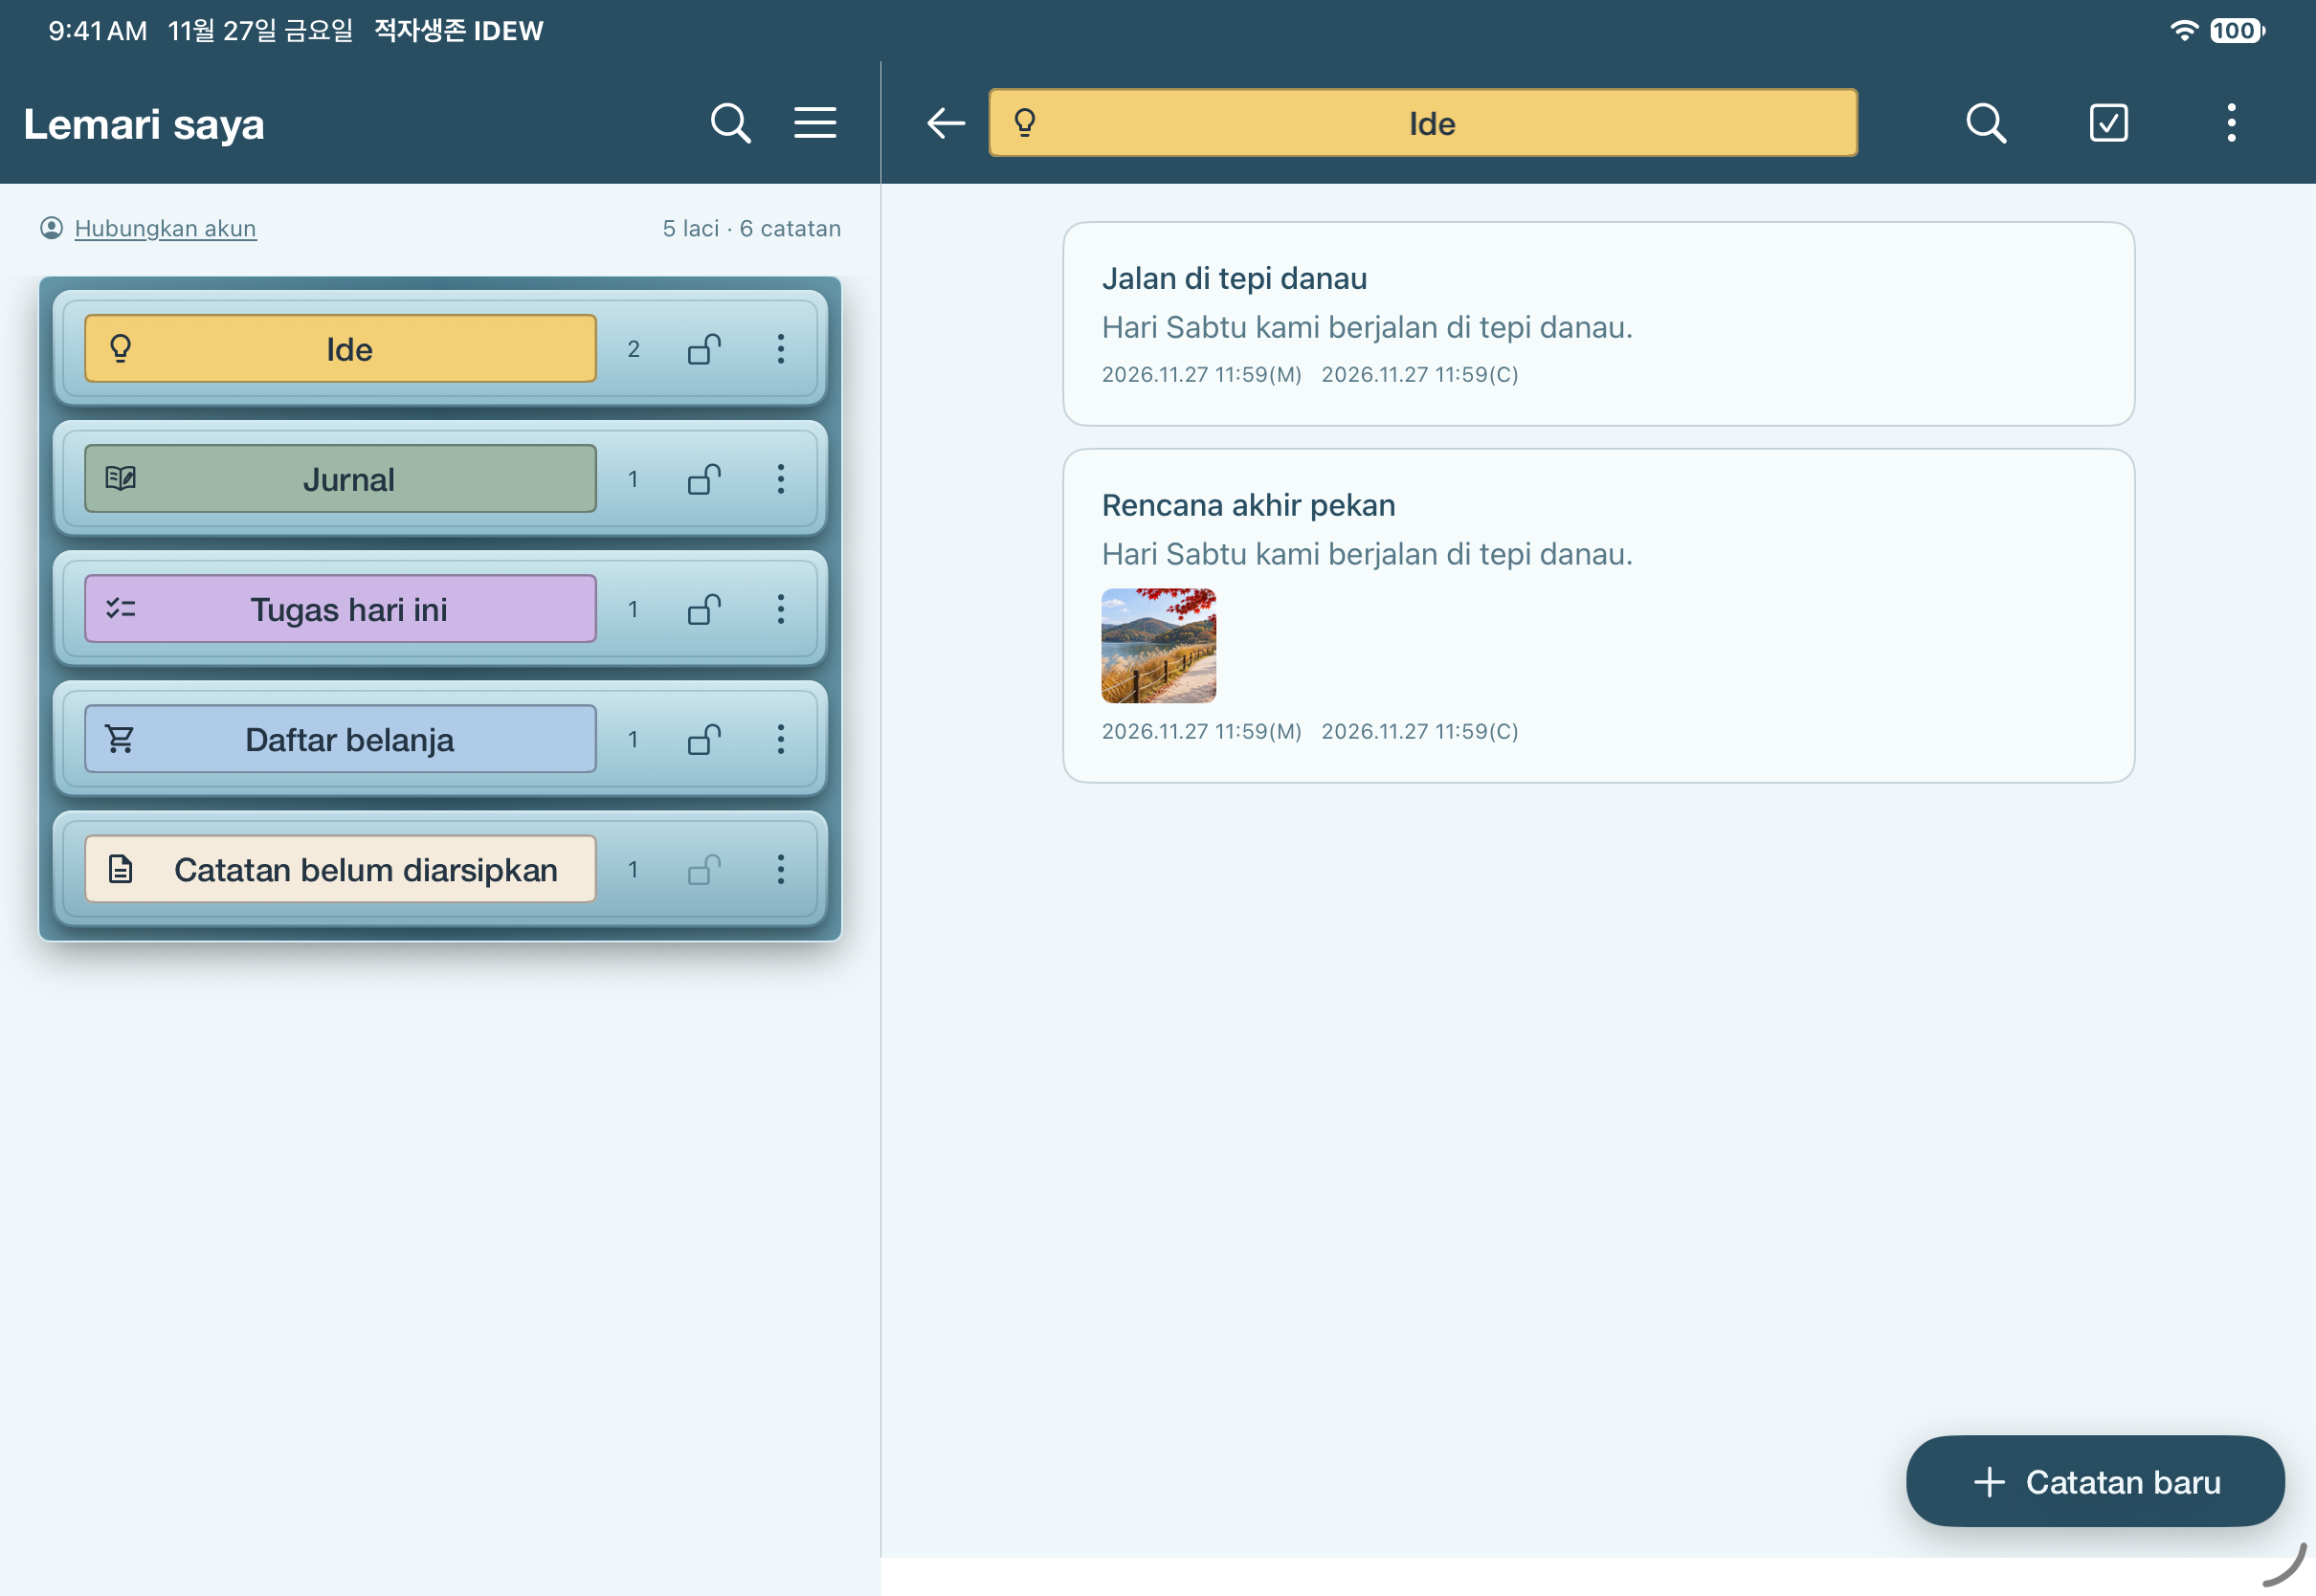 9:41 AM 11월 27일 금요일 적자생존 IDEW
100
Lemari saya
Hubungkan akun
5 laci · 6 catatan
Ide
2
Jurnal
1
Tugas hari ini
1
Daftar belanja
1
Catatan belum diarsipkan
1
Ide
Jalan di tepi danau
Hari Sabtu kami berjalan di tepi danau.
2026.11.27 11:59(M) 2026.11.27 11:59(C)
Rencana akhir pekan
Hari Sabtu kami berjalan di tepi danau.
2026.11.27 11:59(M) 2026.11.27 11:59(C)
Catatan baru